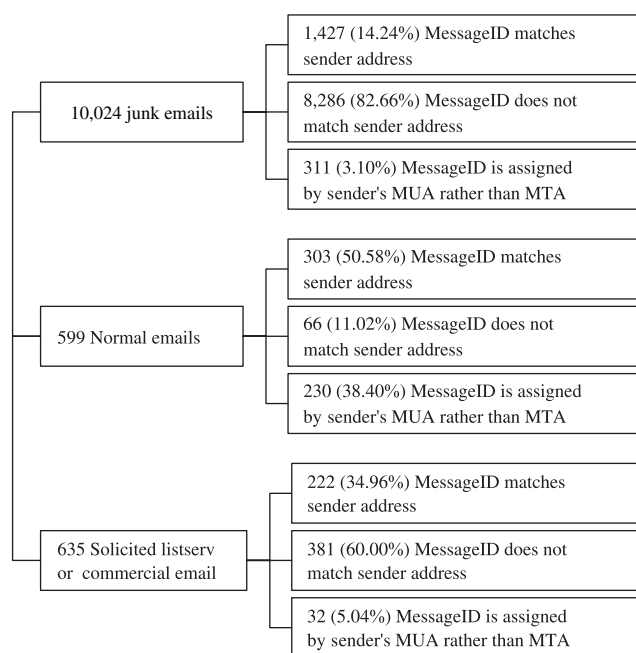 1,427 (14.24%) MessageID matches
sender address
10,024 junk emails
8,286 (82.66%) MessageID does not
match sender address
311 (3.10%) MessageID is assigned
by sender's MUA rather than MTA
303 (50.58%) MessageID matches
sender address
599 Normal emails
66 (11.02%) MessageID does not
match sender address
230 (38.40%) MessageID is assigned
by sender's MUA rather than MTA
222 (34.96%) MessageID matches
sender address
635 Solicited listserv
or commercial email
381 (60.00%) MessageID does not
match sender address
32 (5.04%) MessageID is assigned
by sender's MUA rather than MTA